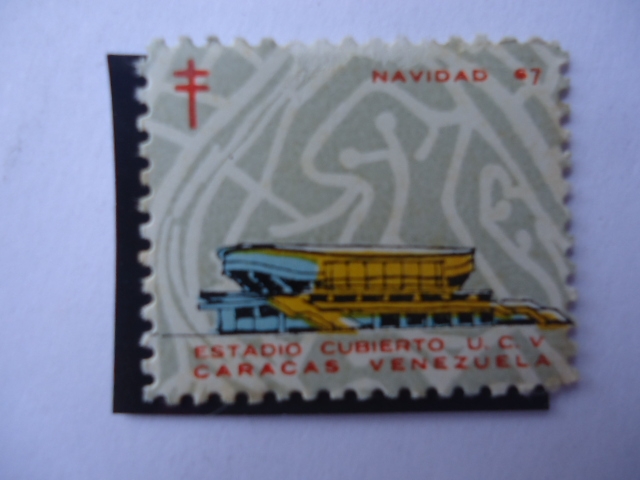 NAVIDAD 67
ESTADIO CUBIERTO U.C.V
CARACAS VENEZUELA